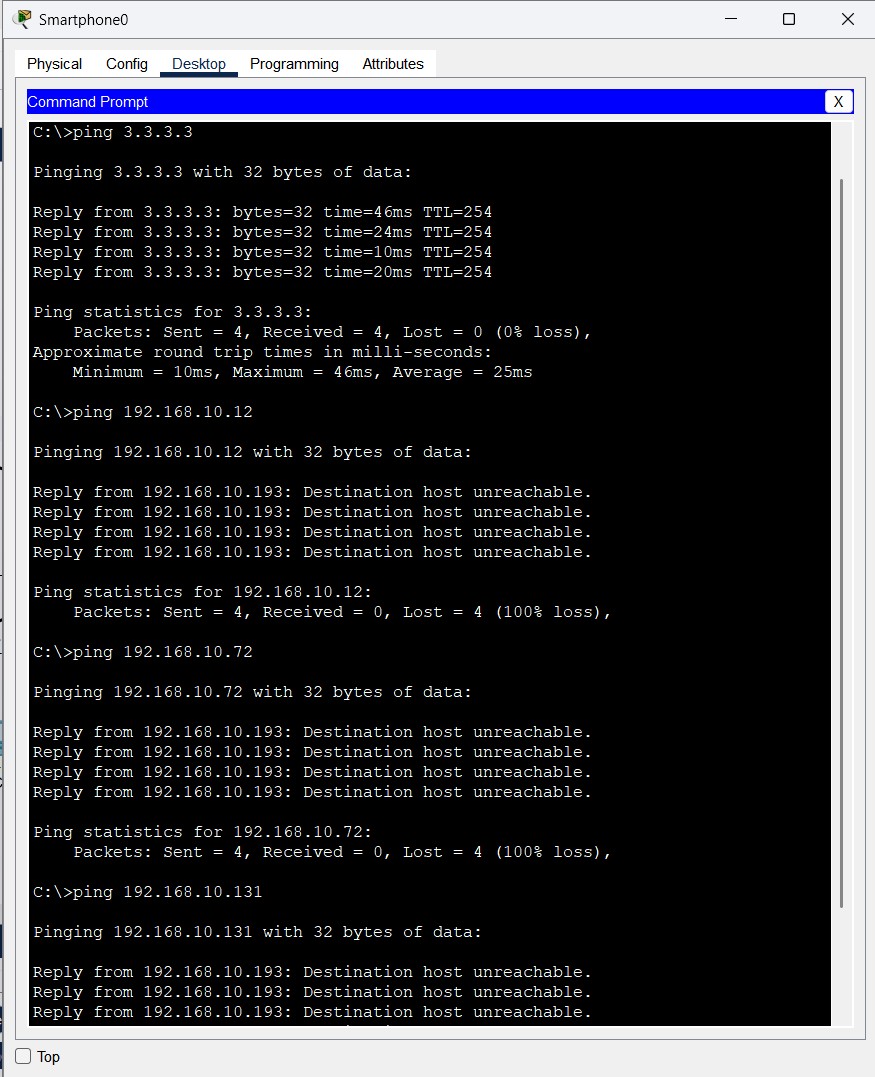 Smartphone0
Physical Config Desktop Programming Attributes
Command Prompt X
C:\>ping 3.3.3.3
Pinging 3.3.3.3 with 32 bytes of data:
Reply from 3.3.3.3: bytes=32 time=46ms TTL=254
Reply from 3.3.3.3: bytes=32 time=24ms TTL=254
Reply from 3.3.3.3: bytes=32 time=10ms TTL=254
Reply from 3.3.3.3: bytes=32 time=20ms TTL=254
Ping statistics for 3.3.3.3:
Packets: Sent = 4, Received = 4, Lost = 0 (0% loss),
Approximate round trip times in milli-seconds:
Minimum = 10ms, Maximum = 46ms, Average = 25ms
C:\>ping 192.168.10.12
Pinging 192.168.10.12 with 32 bytes of data:
Reply from 192.168.10.193: Destination host unreachable.
Reply from 192.168.10.193: Destination host unreachable.
Reply from 192.168.10.193: Destination host unreachable.
Reply from 192.168.10.193: Destination host unreachable.
Ping statistics for 192.168.10.12:
Packets: Sent = 4, Received = 0, Lost = 4 (100% loss),
C:\>ping 192.168.10.72
Pinging 192.168.10.72 with 32 bytes of data:
Reply from 192.168.10.193: Destination host unreachable.
Reply from 192.168.10.193: Destination host unreachable.
Reply from 192.168.10.193: Destination host unreachable.
Reply from 192.168.10.193: Destination host unreachable.
Ping statistics for 192.168.10.72:
Packets: Sent = 4, Received = 0, Lost = 4 (100% loss),
C:\>ping 192.168.10.131
Pinging 192.168.10.131 with 32 bytes of data:
Reply from 192.168.10.193: Destination host unreachable.
Reply from 192.168.10.193: Destination host unreachable.
Reply from 192.168.10.193: Destination host unreachable.
Top